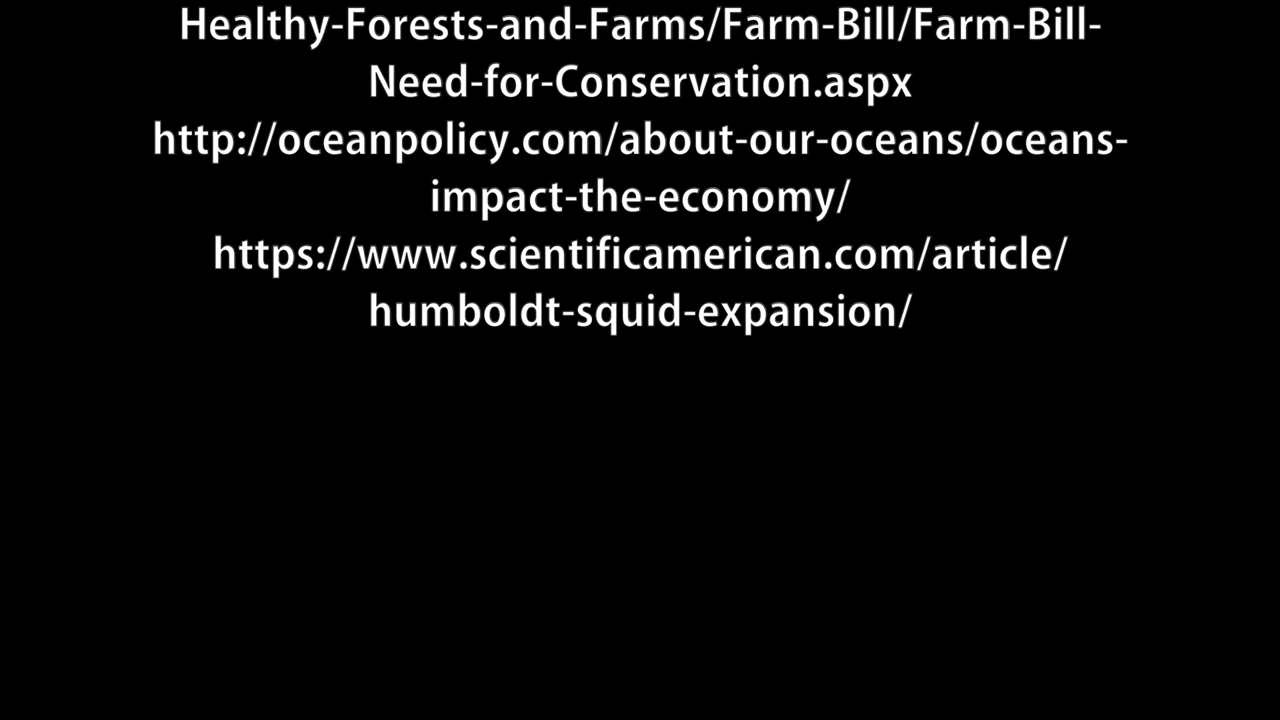 Healthy-Forests-and-Farms/Farm-Bill/Farm-Bill-
Need-for-Conservation.aspx
http://oceanpolicy.com/about-our-oceans/oceans-
impact-the-economy/
https://www.scientificamerican.com/article/
humboldt-squid-expansion/